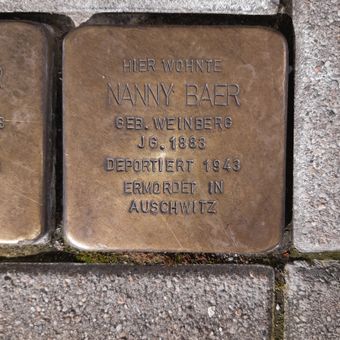 HIER WOHNTE
NANNY BAER
GEB. WEINBERG
JG. 1883
DEPORTIERT 1943
ERMORDET IN
AUSCHWITZ